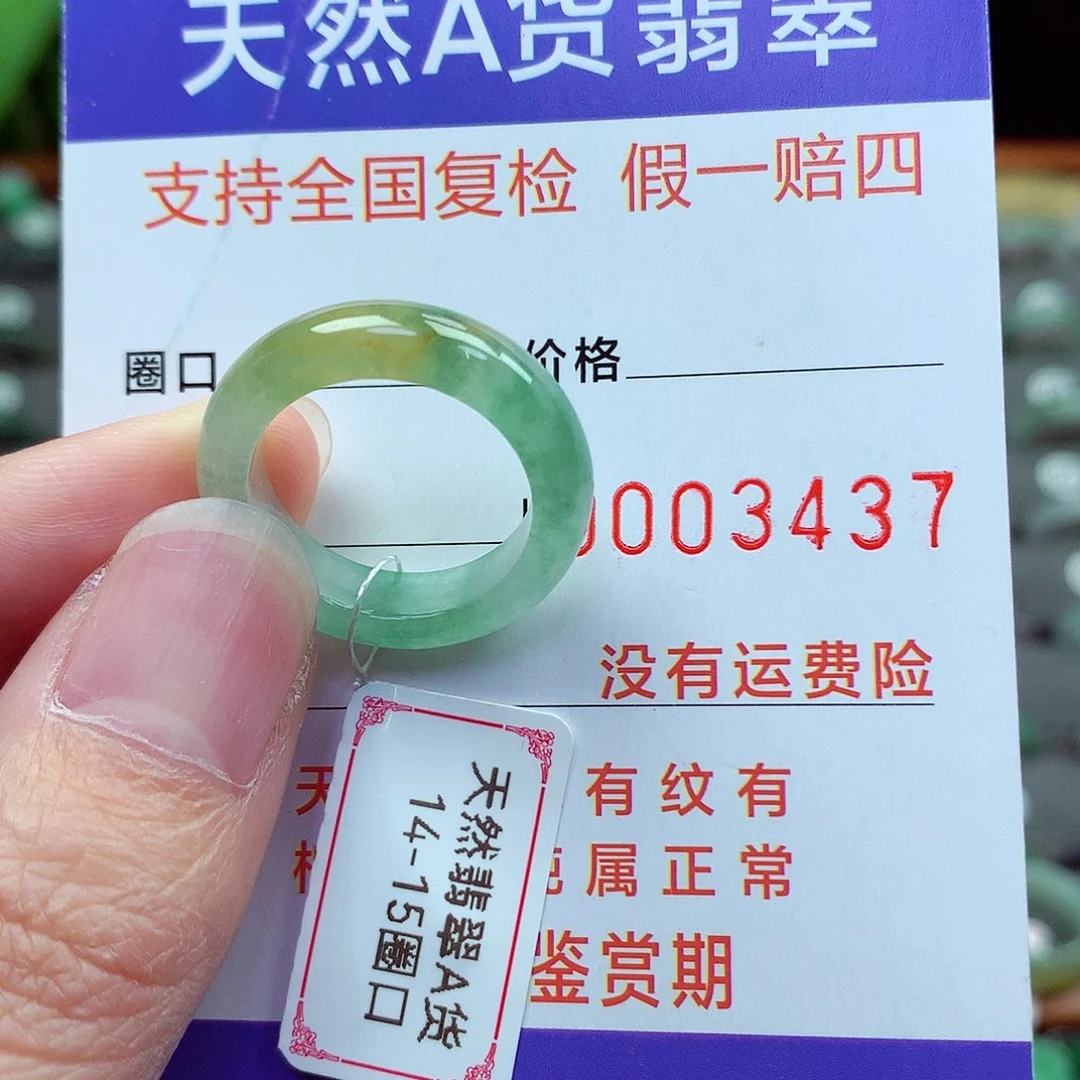 天然A货翡翠
支持全国复检 假一赔四
圈口
价格
0003437
没有运费险
天 有纹有
属正常
鉴赏期
天然翡翠A货
14-15圈口